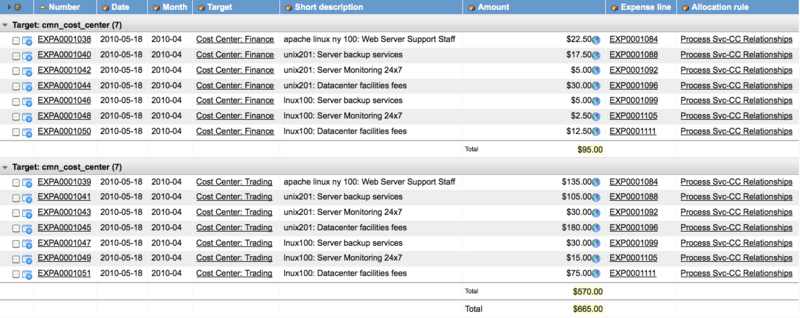 Number Date Month Target Short description Amount Expense line Allocation rule
Target: cmn_cost_center (7)
EXPA0001038 2010-05-18 2010-04 Cost Center: Finance apache linux ny 100: Web Server Support Staff $22.50 EXP0001084 Process Svc-CC Relationships
EXPA0001040 2010-05-18 2010-04 Cost Center: Finance unix201: Server backup services $17.50 EXP0001088 Process Svc-CC Relationships
EXPA0001042 2010-05-18 2010-04 Cost Center: Finance unix201: Server Monitoring 24x7 $5.00 EXP0001092 Process Svc-CC Relationships
EXPA0001044 2010-05-18 2010-04 Cost Center: Finance unix201: Datacenter facilities fees $30.00 EXP0001096 Process Svc-CC Relationships
EXPA0001046 2010-05-18 2010-04 Cost Center: Finance lnux100: Server backup services $5.00 EXP0001099 Process Svc-CC Relationships
EXPA0001048 2010-05-18 2010-04 Cost Center: Finance lnux100: Server Monitoring 24x7 $2.50 EXP0001105 Process Svc-CC Relationships
EXPA0001050 2010-05-18 2010-04 Cost Center: Finance lnux100: Datacenter facilities fees $12.50 EXP0001111 Process Svc-CC Relationships
Total $95.00
Target: cmn_cost_center (7)
EXPA0001039 2010-05-18 2010-04 Cost Center: Trading apache linux ny 100: Web Server Support Staff $135.00 EXP0001084 Process Svc-CC Relationships
EXPA0001041 2010-05-18 2010-04 Cost Center: Trading unix201: Server backup services $105.00 EXP0001088 Process Svc-CC Relationships
EXPA0001043 2010-05-18 2010-04 Cost Center: Trading unix201: Server Monitoring 24x7 $30.00 EXP0001092 Process Svc-CC Relationships
EXPA0001045 2010-05-18 2010-04 Cost Center: Trading unix201: Datacenter facilities fees $180.00 EXP0001096 Process Svc-CC Relationships
EXPA0001047 2010-05-18 2010-04 Cost Center: Trading lnux100: Server backup services $30.00 EXP0001099 Process Svc-CC Relationships
EXPA0001049 2010-05-18 2010-04 Cost Center: Trading lnux100: Server Monitoring 24x7 $15.00 EXP0001105 Process Svc-CC Relationships
EXPA0001051 2010-05-18 2010-04 Cost Center: Trading lnux100: Datacenter facilities fees $75.00 EXP0001111 Process Svc-CC Relationships
Total $570.00
Total $665.00